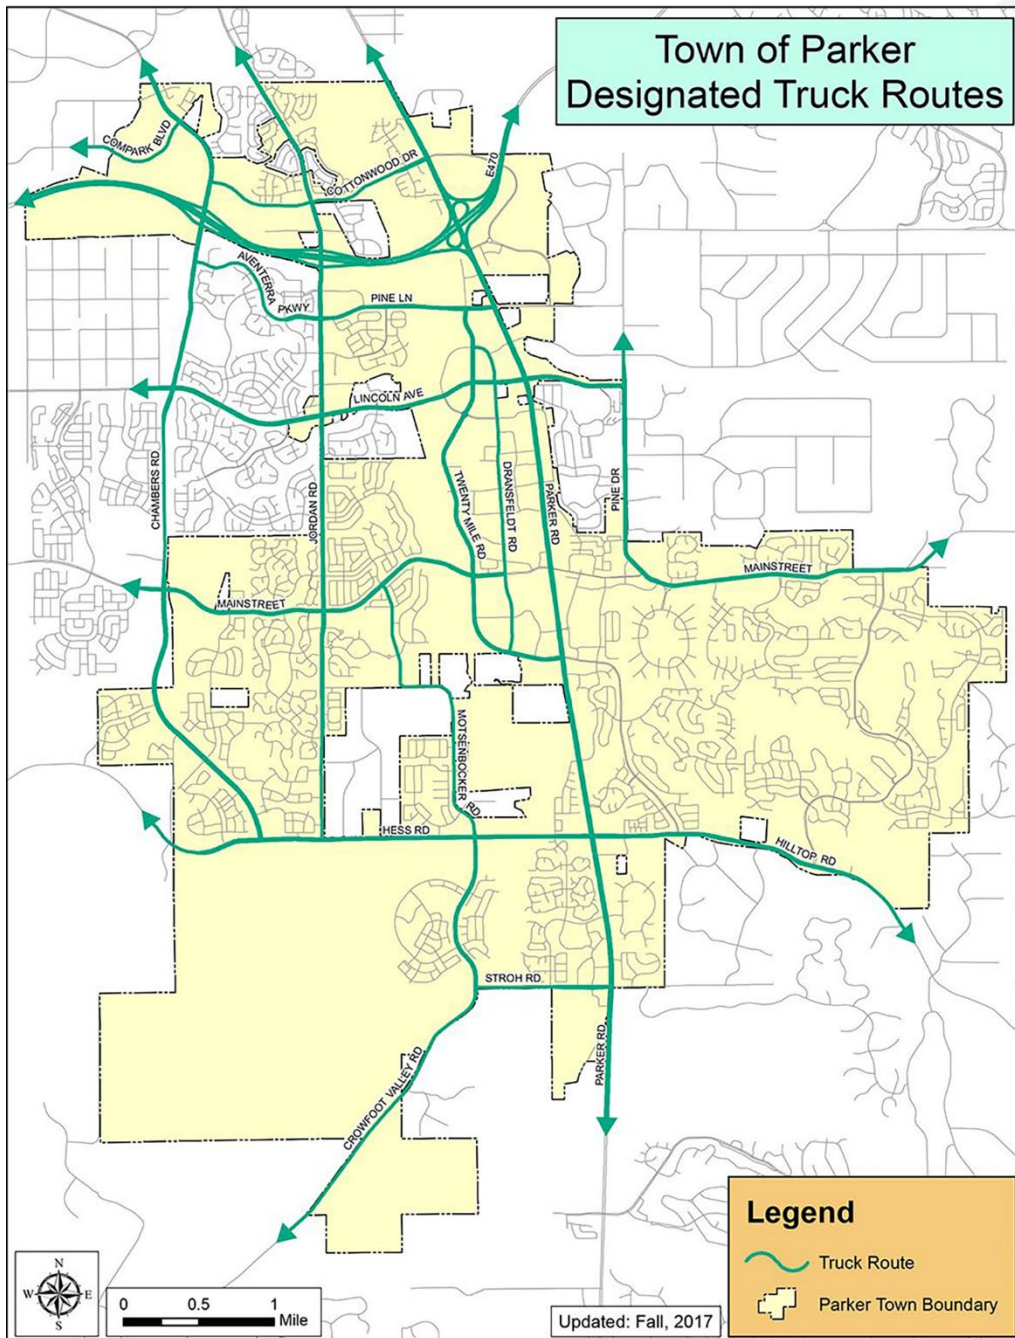 Town of Parker
Designated Truck Routes
COMPARK BLVD
COTTONWOOD DR
E470
AVENTERRA
PKWY
PINE LN
LINCOLN AVE
CHAMBERS RD
JORDAN RD
TWENTY MILE RD
DRANSFELDT RD
PARKER RD
PINE DR
MAINSTREET
MAINSTREET
MOTSENBOCKER RD
HESS RD
HILLTOP RD
STROH RD
PARKER RD
CROWFOOT VALLEY RD
Legend
Truck Route
Parker Town Boundary
N
W E
S
0 0.5 1
Mile
Updated: Fall, 2017